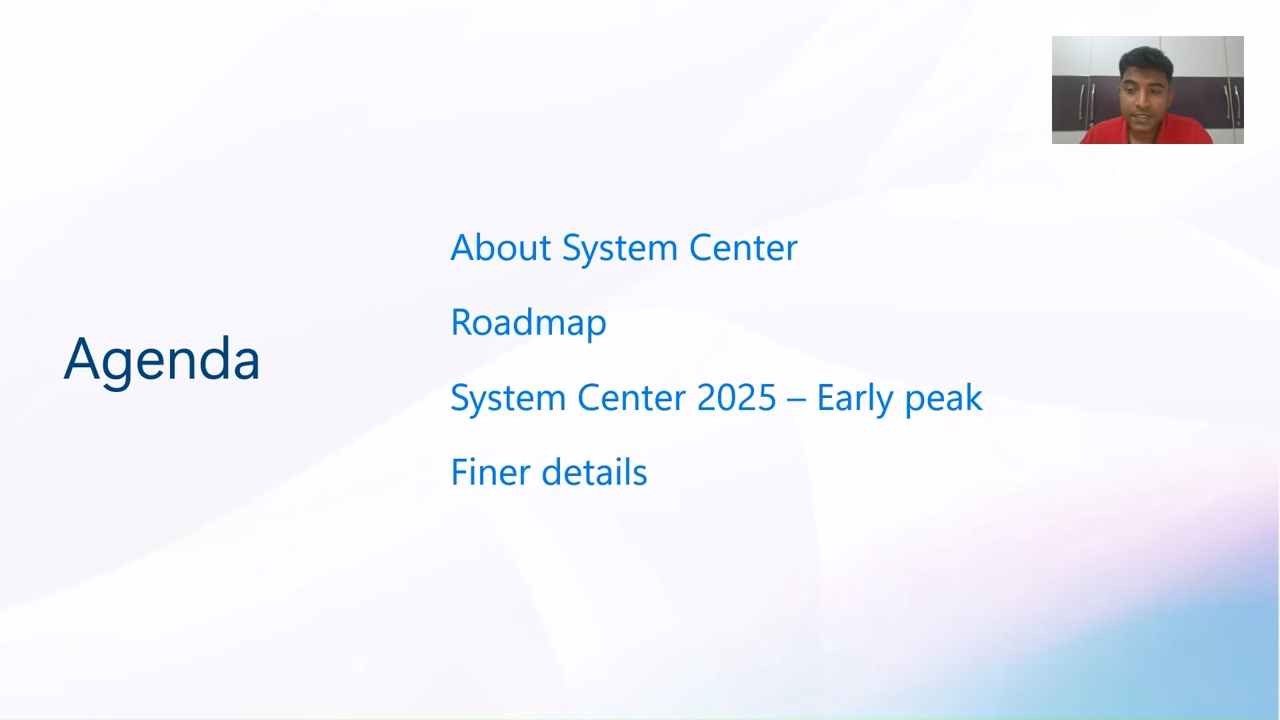 Agenda
About System Center
Roadmap
System Center 2025 – Early peak
Finer details